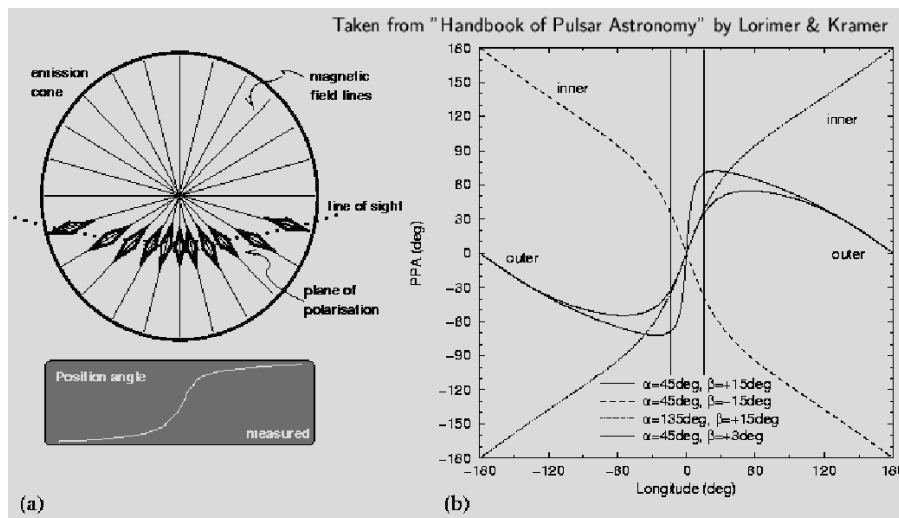 Taken from "Handbook of Pulsar Astronomy" by Lorimer & Kramer
emission
cone
magnetic
field lines
line of sight
plane of
polarisation
Position angle
measured
(a)
180
150
120
90
60
30
0
−30
−60
−90
−120
−150
−180
PPA (deg)
inner
inner
outer
outer
α=45deg, β=+15deg
α=45deg, β=−15deg
α=135deg, β=+15deg
α=45deg, β=+3deg
−180 −120 −60 0 60 120 180
Longitude (deg)
(b)